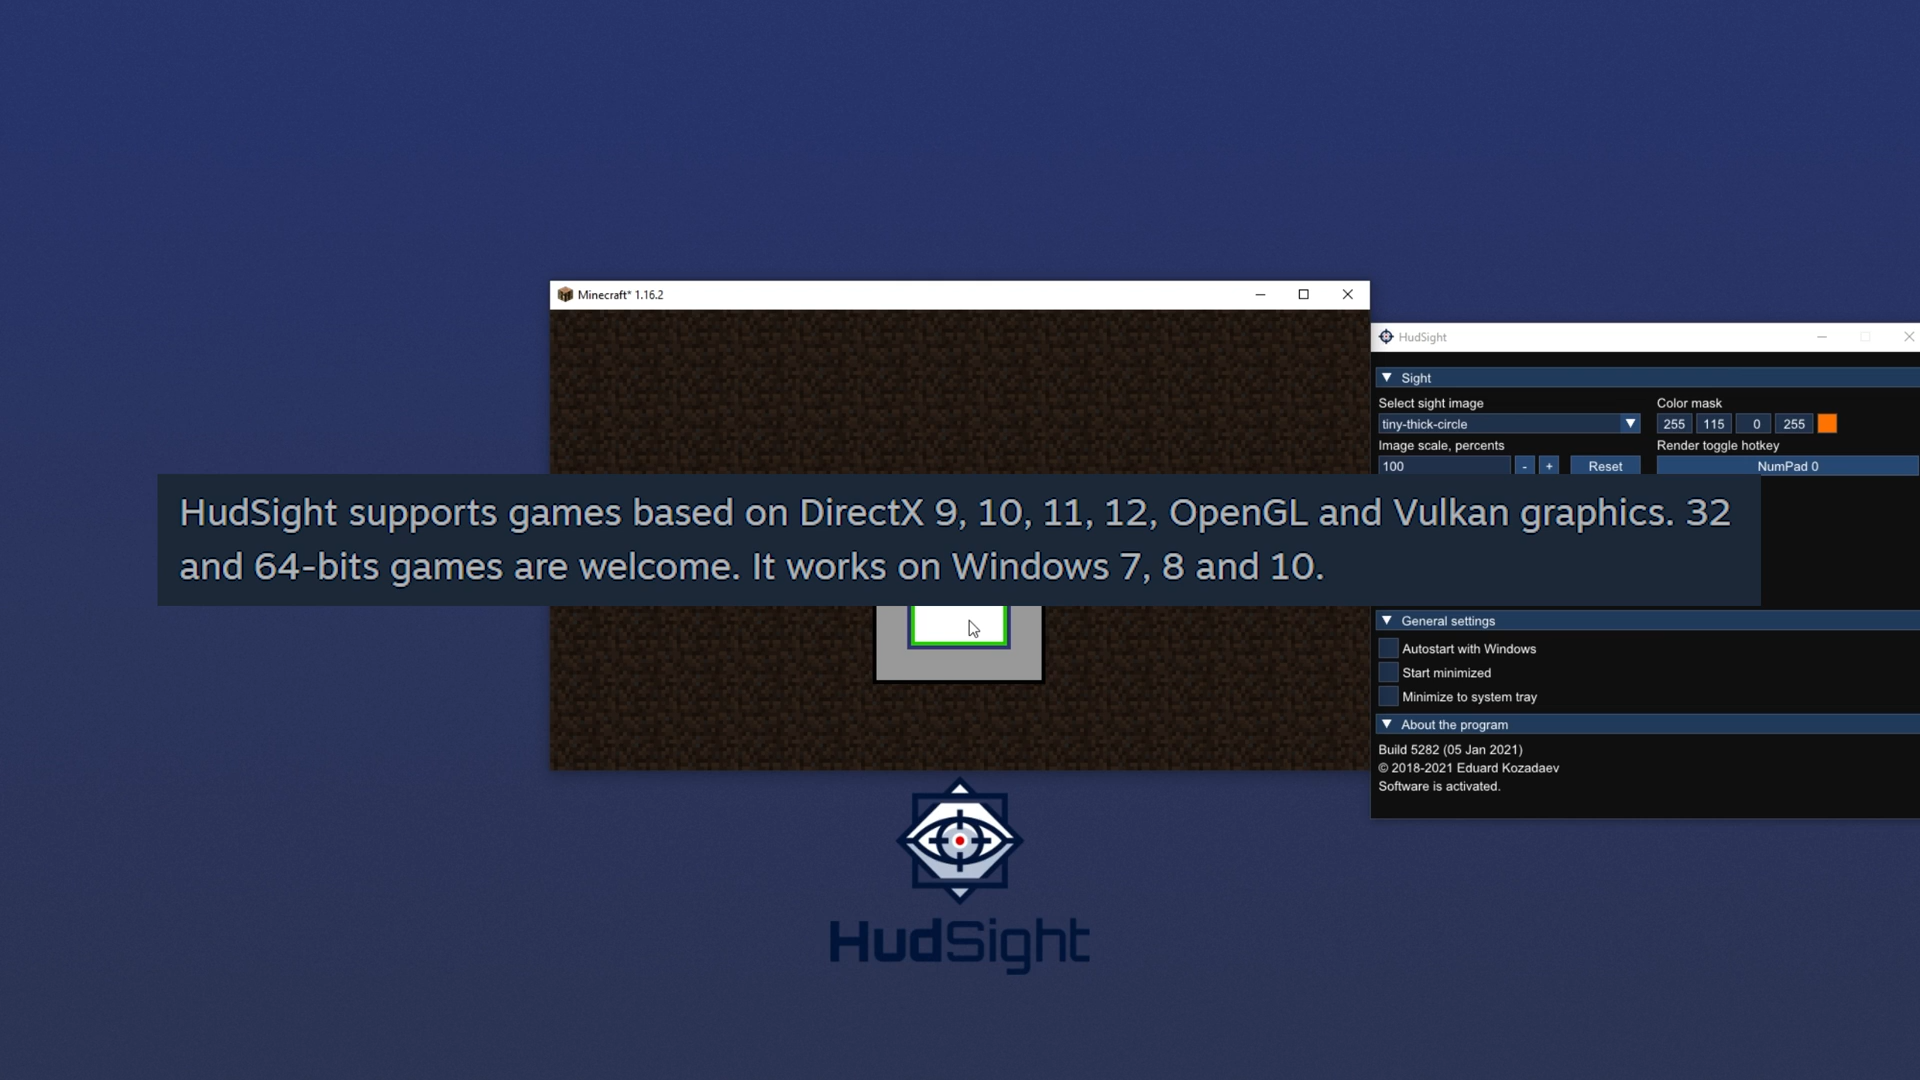 Minecraft* 1.16.2
HudSight
Sight
Select sight image
Color mask
tiny-thick-circle
255 115 0 255
Image scale, percents
Render toggle hotkey
100 - + Reset
NumPad 0
HudSight supports games based on DirectX 9, 10, 11, 12, OpenGL and Vulkan graphics. 32
and 64-bits games are welcome. It works on Windows 7, 8 and 10.
General settings
Autostart with Windows
Start minimized
Minimize to system tray
About the program
Build 5282 (05 Jan 2021)
© 2018-2021 Eduard Kozadaev
Software is activated.
HudSight